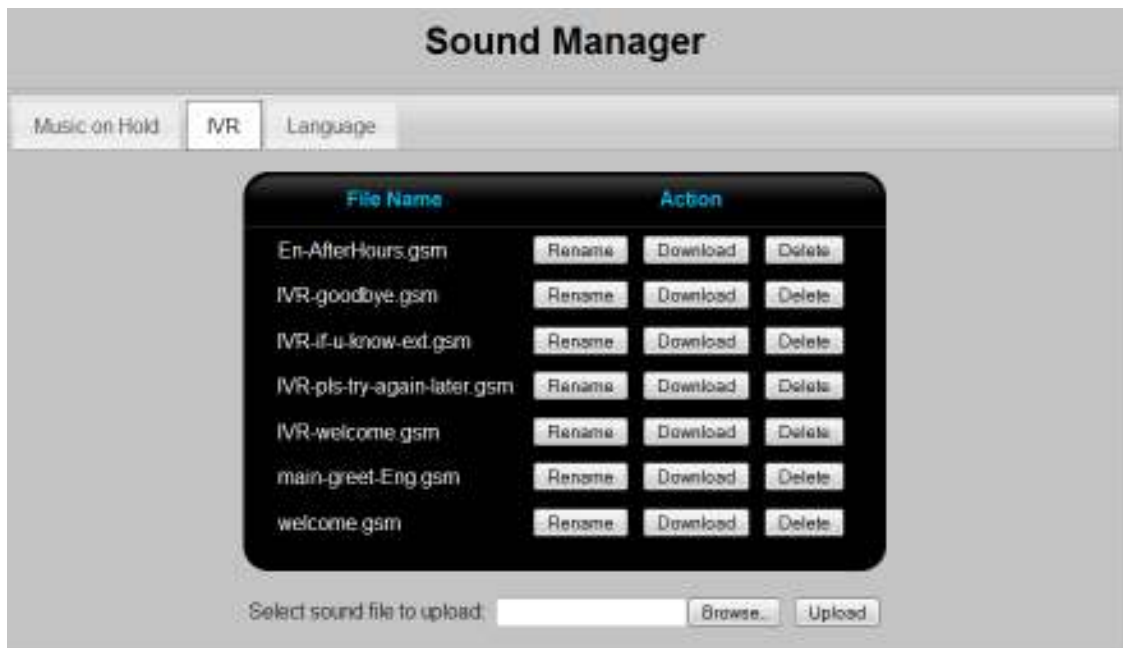 Sound Manager
Music on Hold IVR Language
File Name Action
En-AfterHours.gsm Rename Download Delete
IVR-goodbye.gsm Rename Download Delete
IVR-if-u-know-ext.gsm Rename Download Delete
IVR-pls-try-again-later.gsm Rename Download Delete
IVR-welcome.gsm Rename Download Delete
main-greet-Eng.gsm Rename Download Delete
welcome.gsm Rename Download Delete
Select sound file to upload: Browse.. Upload